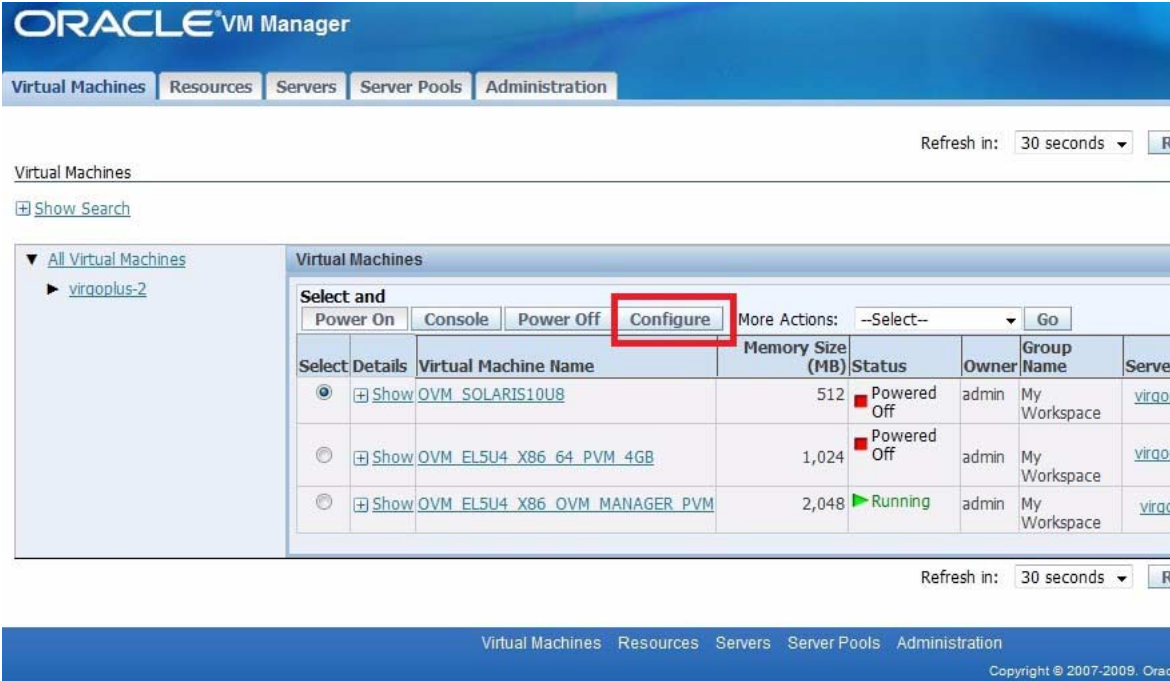 ORACLE VM Manager
Virtual Machines Resources Servers Server Pools Administration
Refresh in: 30 seconds
Virtual Machines
Show Search
All Virtual Machines
virgoplus-2
Virtual Machines
Select and
Power On Console Power Off Configure More Actions: --Select-- Go
Select Details Virtual Machine Name Memory Size (MB) Status Owner Group Name
Show OVM_SOLARIS10U8 512 Powered Off admin My Workspace
Show OVM_EL5U4_X86_64_PVM_4GB 1,024 Powered Off admin My Workspace
Show OVM_EL5U4_X86_OVM_MANAGER_PVM 2,048 Running admin My Workspace
Refresh in: 30 seconds
Virtual Machines Resources Servers Server Pools Administration
Copyright © 2007-2009.